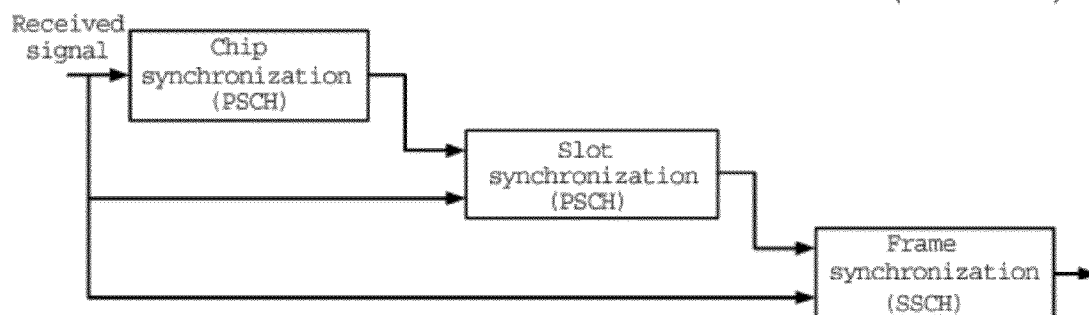 Received
signal
Chip
synchronization
(PSCH)
Slot
synchronization
(PSCH)
Frame
synchronization
(SSCH)